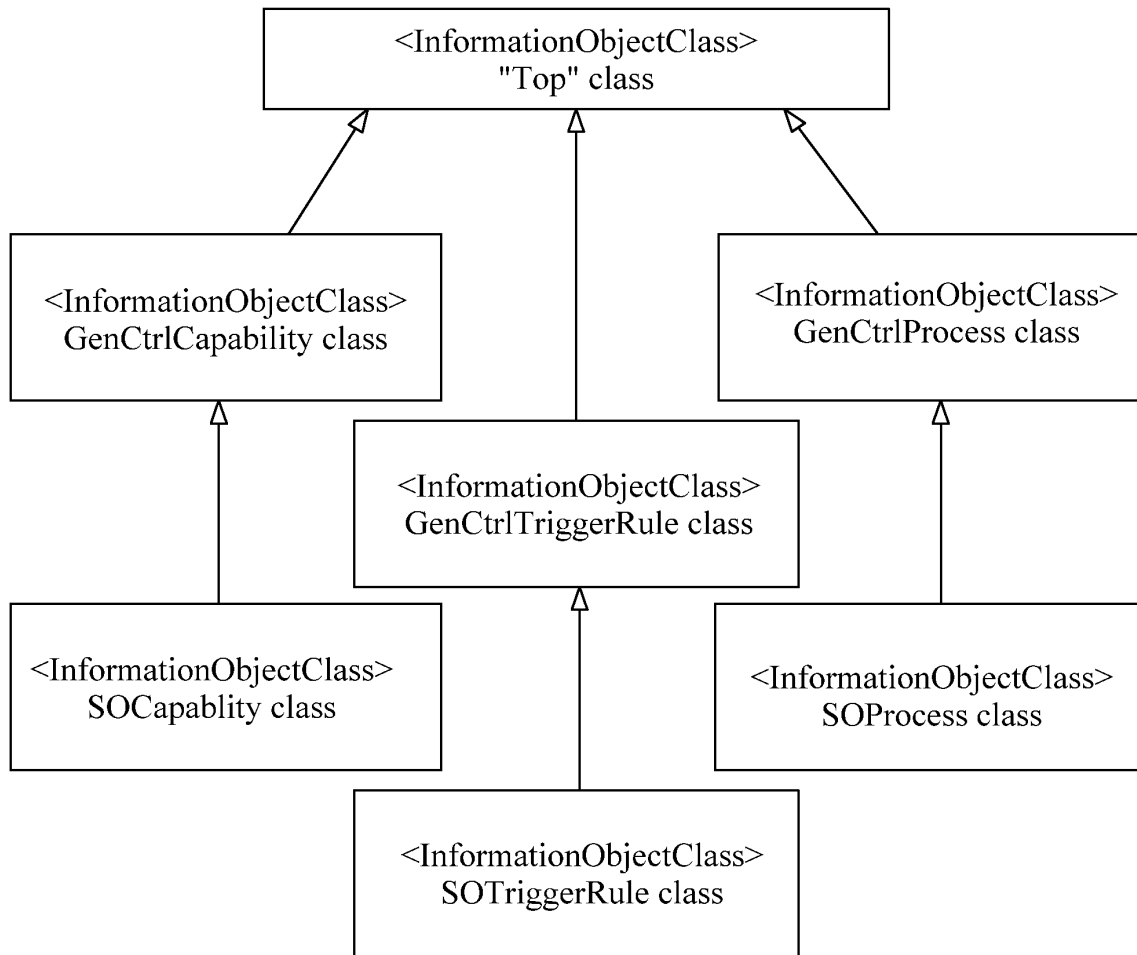 <InformationObjectClass>
"Top" class
<InformationObjectClass>
GenCtrlCapability class
<InformationObjectClass>
GenCtrlProcess class
<InformationObjectClass>
GenCtrlTriggerRule class
<InformationObjectClass>
SOCapablity class
<InformationObjectClass>
SOProcess class
<InformationObjectClass>
SOTriggerRule class